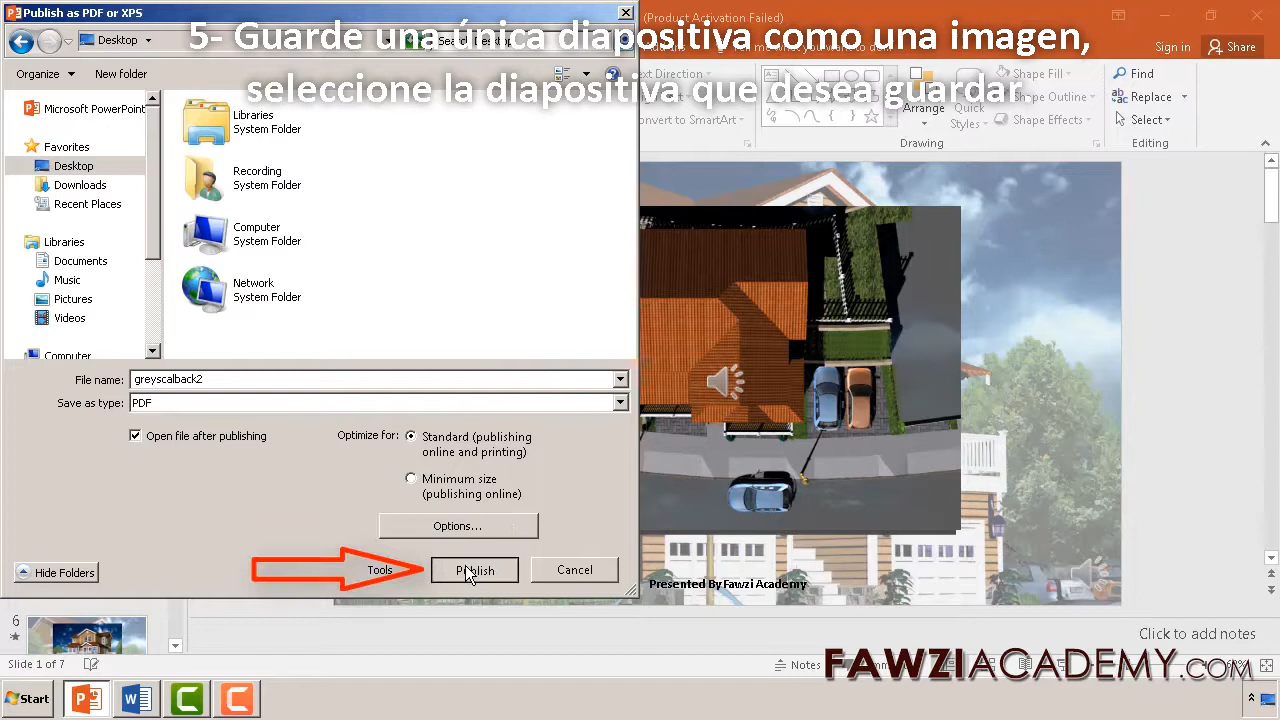 Publish as PDF or XPS
(Product Activation Failed)
5- Guarde una única diapositiva como una imagen,
seleccione la diapositiva que desea guardar
Desktop
Sign in
Share
Organize
New folder
Direction
Shape Fill
Find
Convert to SmartArt
Arrange
Quick
Styles
Shape Outline
Shape Effects
Replace
Select
Drawing
Editing
Microsoft PowerPoint
Favorites
Desktop
Downloads
Recent Places
Libraries
Documents
Music
Pictures
Videos
Computer
Libraries
System Folder
Recording
System Folder
Computer
System Folder
Network
System Folder
File name:
greyscalback2
Save as type:
PDF
Open file after publishing
Optimize for:
Standard (publishing
online and printing)
Minimum size
(publishing online)
Options...
Hide Folders
Tools
Publish
Cancel
Presented By Fawzi Academy
6
Click to add notes
Slide 1 of 7
Notes
FAWZIACADEMY.COM
Start